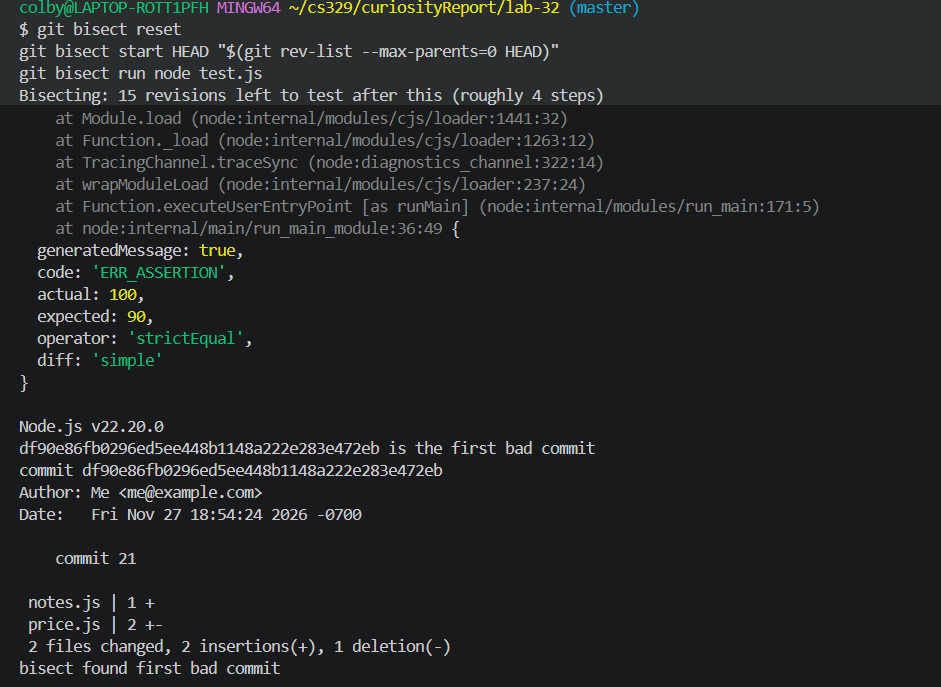 colby@LAPTOP-ROTT1PFH MINGW64 ~/cs329/curiosityReport/lab-32 (master)
$ git bisect reset
git bisect start HEAD "$(git rev-list --max-parents=0 HEAD)"
git bisect run node test.js
Bisecting: 15 revisions left to test after this (roughly 4 steps)
    at Module.load (node:internal/modules/cjs/loader:1441:32)
    at Function._load (node:internal/modules/cjs/loader:1263:12)
    at TracingChannel.traceSync (node:diagnostics_channel:322:14)
    at wrapModuleLoad (node:internal/modules/cjs/loader:237:24)
    at Function.executeUserEntryPoint [as runMain] (node:internal/modules/run_main:171:5)
    at node:internal/main/run_main_module:36:49 {
  generatedMessage: true,
  code: 'ERR_ASSERTION',
  actual: 100,
  expected: 90,
  operator: 'strictEqual',
  diff: 'simple'
}

Node.js v22.20.0
df90e86fb0296ed5ee448b1148a222e283e472eb is the first bad commit
commit df90e86fb0296ed5ee448b1148a222e283e472eb
Author: Me <me@example.com>
Date:   Fri Nov 27 18:54:24 2026 -0700

    commit 21

 notes.js | 1 +
 price.js | 2 +-
 2 files changed, 2 insertions(+), 1 deletion(-)
bisect found first bad commit